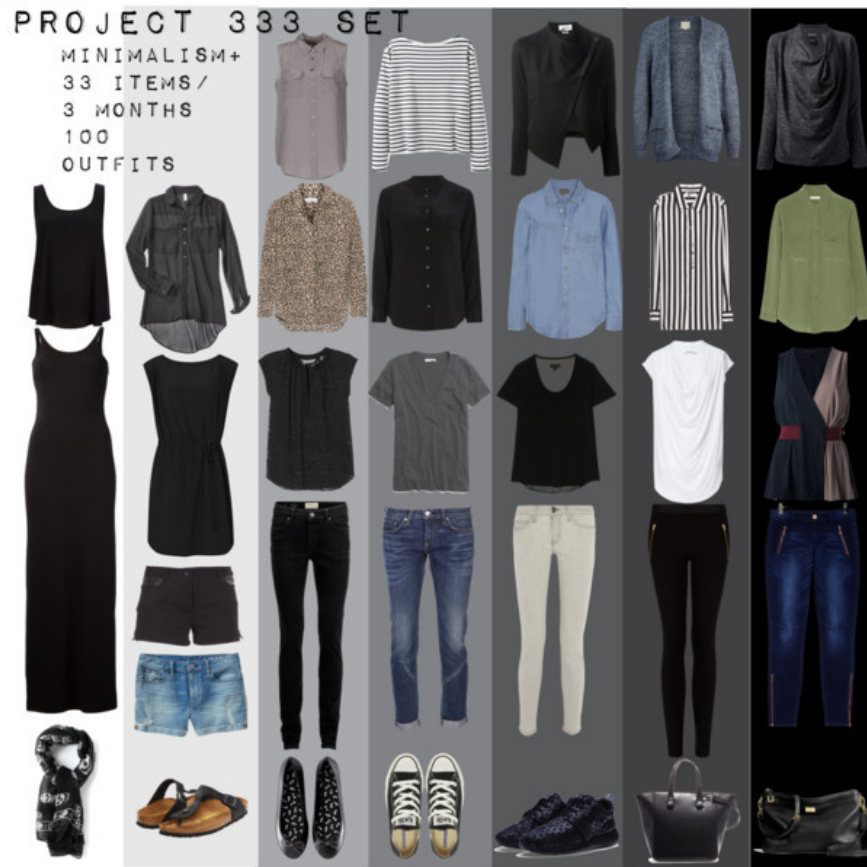 PROJECT 333 SET
MINIMALISM+
33 ITEMS/
3 MONTHS
100
OUTFITS